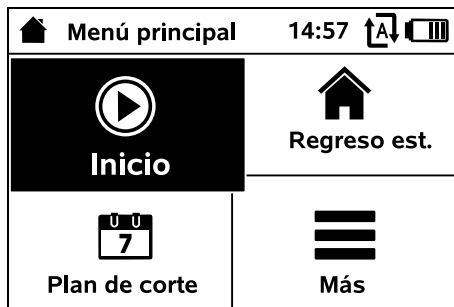 Menú principal 14:57 A
Inicio
Regreso est.
7
Plan de corte
Más